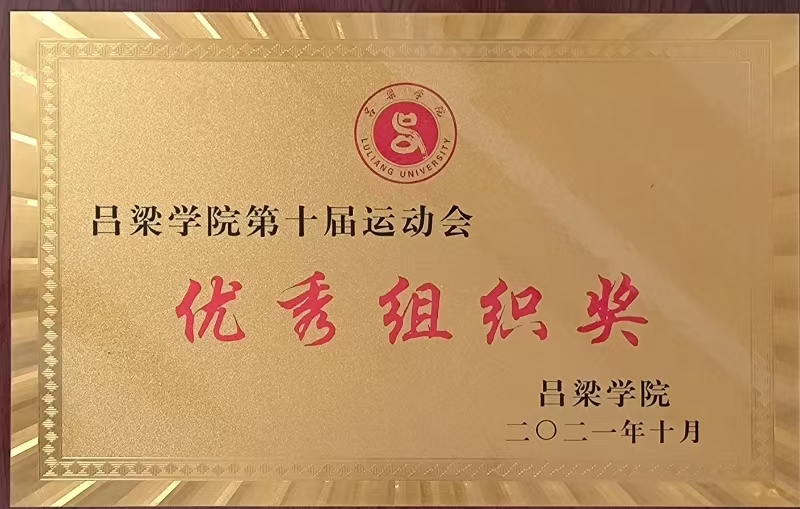 吕梁学院
LULIANG UNIVERSITY
吕梁学院第十届运动会
优秀组织奖
吕梁学院
二〇二一年十月